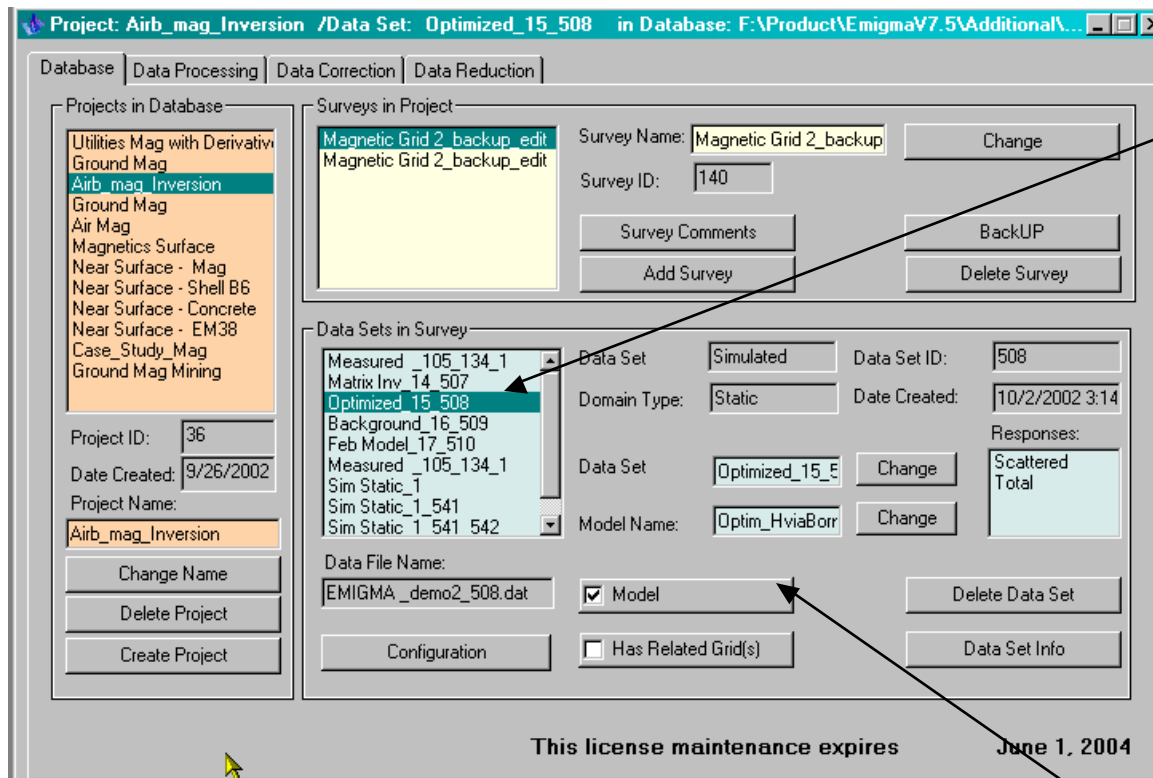 Project: Airb_mag_Inversion /Data Set: Optimized_15_508 in Database: F:\Product\EmigmaV7.5\Additional\...
Database
Data Processing
Data Correction
Data Reduction
Projects in Database
Utilities Mag with Derivativ
Ground Mag
Airb_mag_Inversion
Ground Mag
Air Mag
Magnetics Surface
Near Surface - Mag
Near Surface - Shell B6
Near Surface - Concrete
Near Surface - EM38
Case_Study_Mag
Ground Mag Mining
Project ID: 36
Date Created: 9/26/2002
Project Name:
Airb_mag_Inversion
Change Name
Delete Project
Create Project
Surveys in Project
Magnetic Grid 2_backup_edit
Magnetic Grid 2_backup_edit
Survey Name: Magnetic Grid 2_backup
Change
Survey ID: 140
Survey Comments
BackUP
Add Survey
Delete Survey
Data Sets in Survey
Measured _105_134_1
Matrix Inv_14_507
Optimized_15_508
Background_16_509
Feb Model_17_510
Measured _105_134_1
Sim Static_1
Sim Static_1_541
Sim Static_1_541_542
Data Set Simulated
Data Set ID: 508
Domain Type: Static
Date Created: 10/2/2002 3:14
Responses:
Scattered
Total
Data Set Optimized_15_5
Change
Model Name: Optim_HviaBorr
Change
Data File Name:
EMIGMA _demo2_508.dat
Model
Delete Data Set
Configuration
Has Related Grid(s)
Data Set Info
This license maintenance expires June 1, 2004